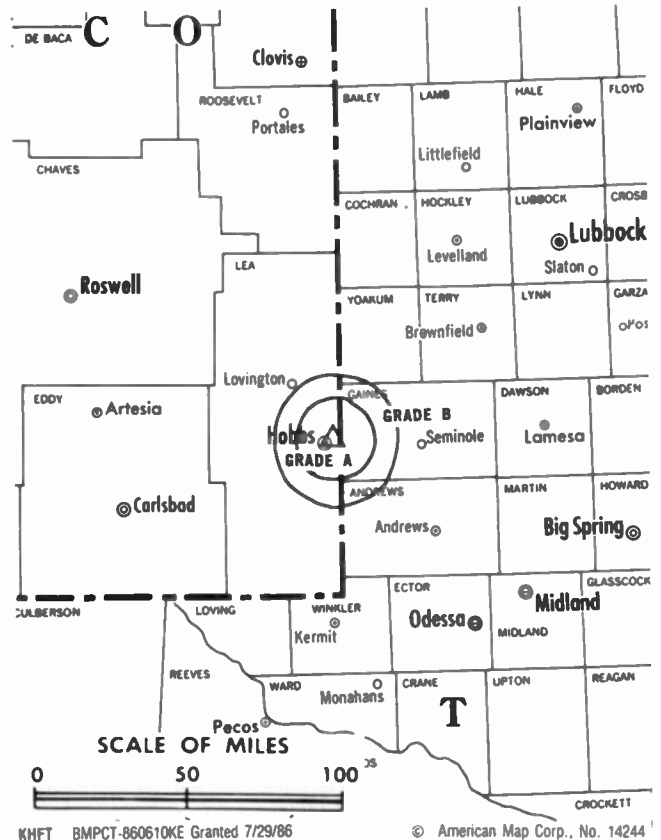 DE BACA
C O
Clovis
ROOSEVELT
BAILEY
LAMB
HALE
FLOYD
Portales
Plainview
Littlefield
CHAVES
COCHRAN
HOCKLEY
LUBBOCK
CROSB
Lubbock
Levelland
Slaton
LEA
Roswell
YOAKUM
TERRY
LYNN
GARZA
Brownfield
Pos
Lovington
EDDY
GAINES
DAWSON
BORDEN
Artesia
GRADE B
Hobbs
Seminole
Lamesa
GRADE A
ANDREWS
MARTIN
HOWARD
Carlsbad
Andrews
Big Spring
CULBERSON
LOVING
WINKLER
ECTOR
GLASSCOCK
Midland
Kermit
Odessa
MIDLAND
REEVES
WARD
CRANE
UPTON
REAGAN
Monahans
T
Pecos
SCALE OF MILES
0 50 100
OS
CROCKETT
KHFT BMPCT-860610KE Granted 7/29/86 © American Map Corp., No. 14244